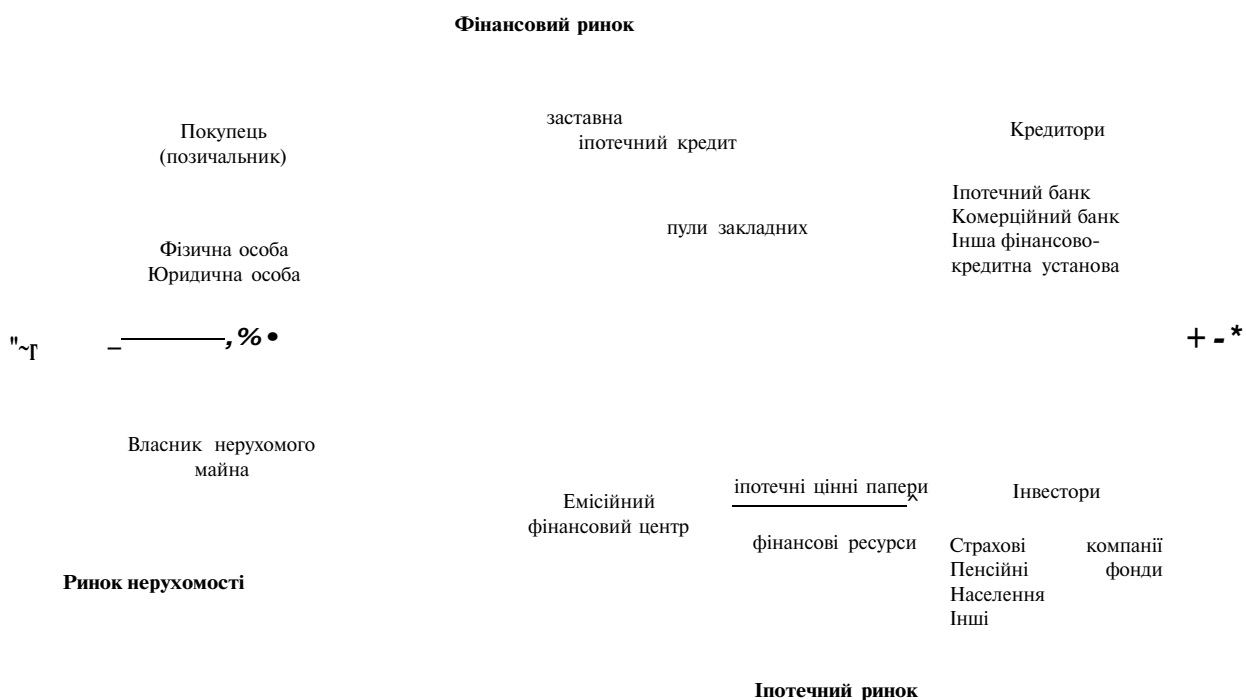 Фінансовий ринок
Покупець
(позичальник)
заставна
іпотечний кредит
Кредитори
Фізична особа
Юридична особа
пули закладних
Іпотечний банк
Комерційний банк
Інша фінансово-
кредитна установа
"~г
_
,%•
+-*
Власник нерухомого
майна
Емісійний
фінансовий центр
іпотечні цінні папери
^
фінансові ресурси
Інвестори
Страхові компанії
Пенсійні фонди
Населення
Інші
Ринок нерухомості
Іпотечний ринок